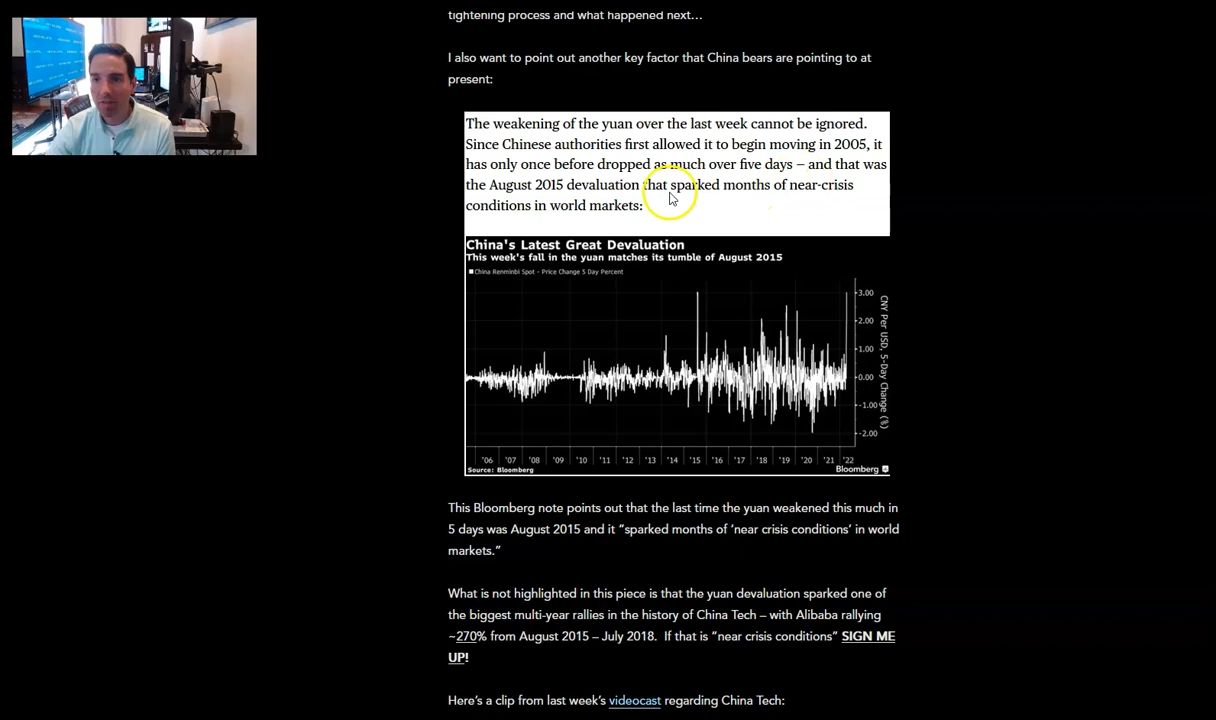 tightening process and what happened next...
I also want to point out another key factor that China bears are pointing to at
present:
The weakening of the yuan over the last week cannot be ignored.
Since Chinese authorities first allowed it to begin moving in 2005, it
has only once before dropped as much over five days – and that was
the August 2015 devaluation that sparked months of near-crisis
conditions in world markets:
China's Latest Great Devaluation
This week's fall in the yuan matches its tumble of August 2015
China Renminbi Spot - Price Change 5 Day Percent
3.00
2.00
1.00
0.00
-1.00
-2.00
CNY Per USD, 5-Day Change (%)
'06 '07 '08 '09 '10 '11 '12 '13 '14 '15 '16 '17 '18 '19 '20 '21 '22
Source: Bloomberg
Bloomberg
This Bloomberg note points out that the last time the yuan weakened this much in
5 days was August 2015 and it “sparked months of ‘near crisis conditions’ in world
markets.”
What is not highlighted in this piece is that the yuan devaluation sparked one of
the biggest multi-year rallies in the history of China Tech – with Alibaba rallying
~270% from August 2015 – July 2018. If that is “near crisis conditions” SIGN ME
UP!
Here’s a clip from last week’s videocast regarding China Tech: